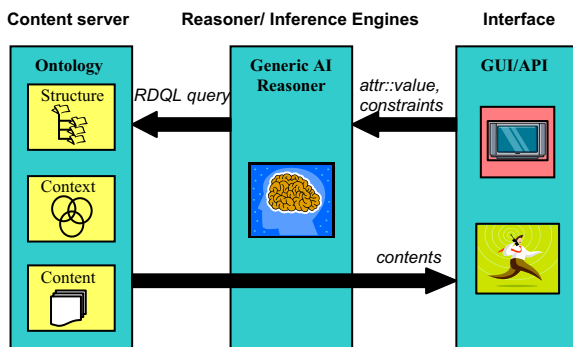 Content server
Reasoner/ Inference Engines
Interface
Ontology
Structure
Context
Content
RDQL query
Generic AI
Reasoner
attr::value,
constraints
GUI/API
contents